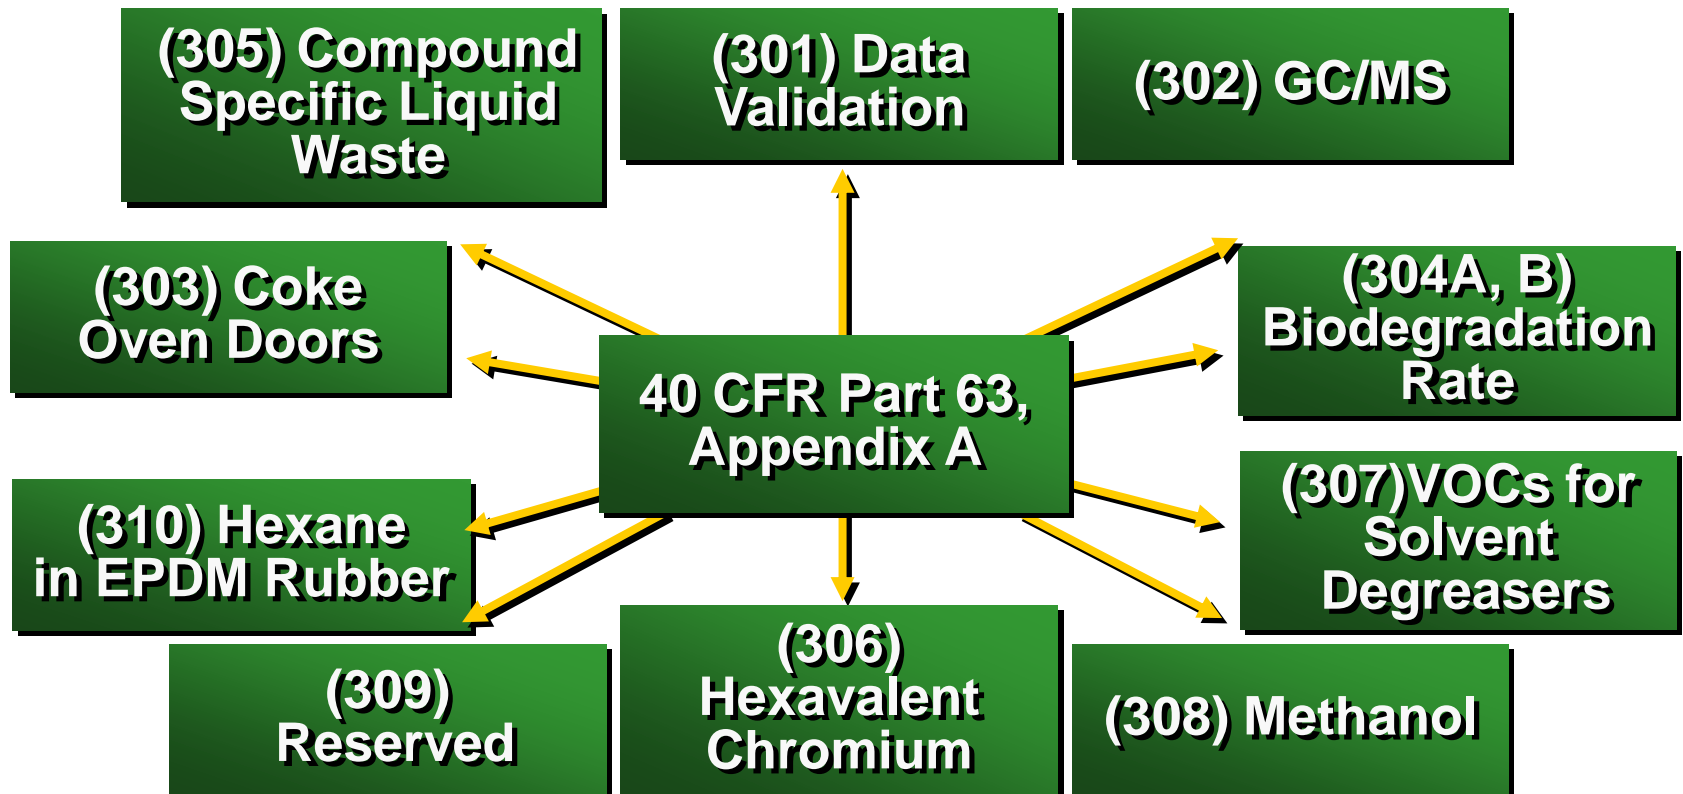 (305) Compound
Specific Liquid
Waste
(301) Data
Validation
(302) GC/MS
(303) Coke
Oven Doors
(304A, B)
Biodegradation
Rate
40 CFR Part 63,
Appendix A
(310) Hexane
in EPDM Rubber
(307)VOCs for
Solvent
Degreasers
(309)
Reserved
(306)
Hexavalent
Chromium
(308) Methanol